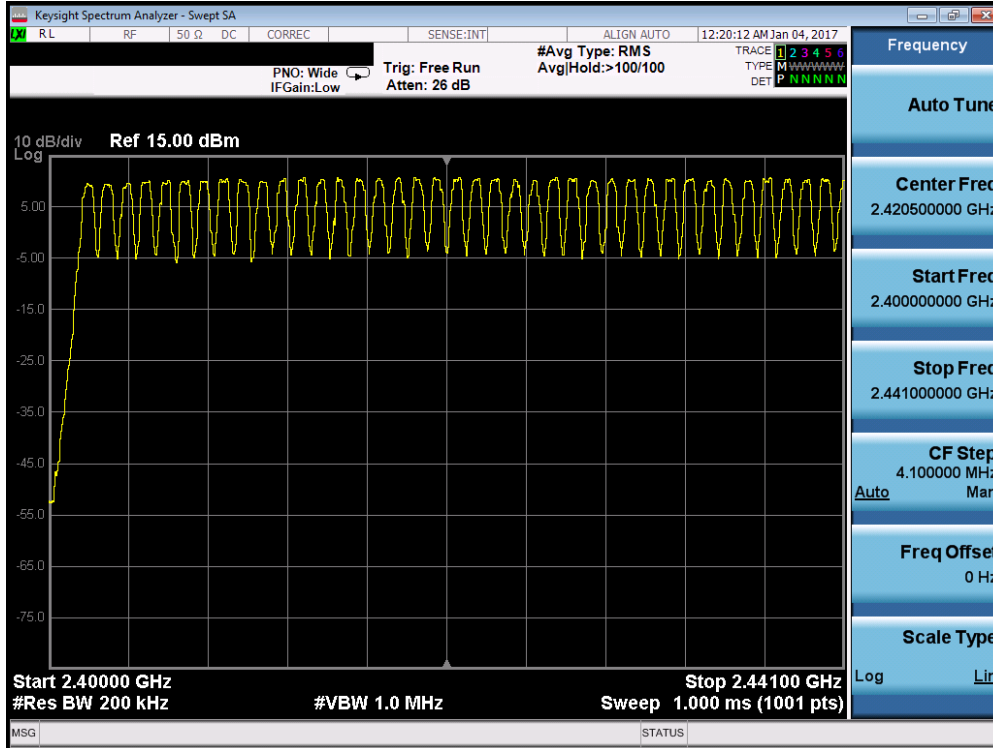 Keysight Spectrum Analyzer - Swept SA
LXI RL RF 50 Ω DC CORREC SENSE:INT ALIGN AUTO 12:20:12 AM Jan 04, 2017
PNO: Wide
IFGain:Low
Trig: Free Run
Atten: 26 dB
#Avg Type: RMS
Avg|Hold:>100/100
TRACE 1 2 3 4 5 6
TYPE M WWWWW
DET P N N N N N
10 dB/div Ref 15.00 dBm
Log
5.00
-5.00
-15.0
-25.0
-35.0
-45.0
-55.0
-65.0
-75.0
Start 2.40000 GHz Stop 2.44100 GHz
#Res BW 200 kHz #VBW 1.0 MHz Sweep 1.000 ms (1001 pts)
MSG STATUS
Frequency
Auto Tune
Center Freq
2.420500000 GHz
Start Freq
2.400000000 GHz
Stop Freq
2.441000000 GHz
CF Step
4.100000 MHz
Auto Man
Freq Offset
0 Hz
Scale Type
Log Lin